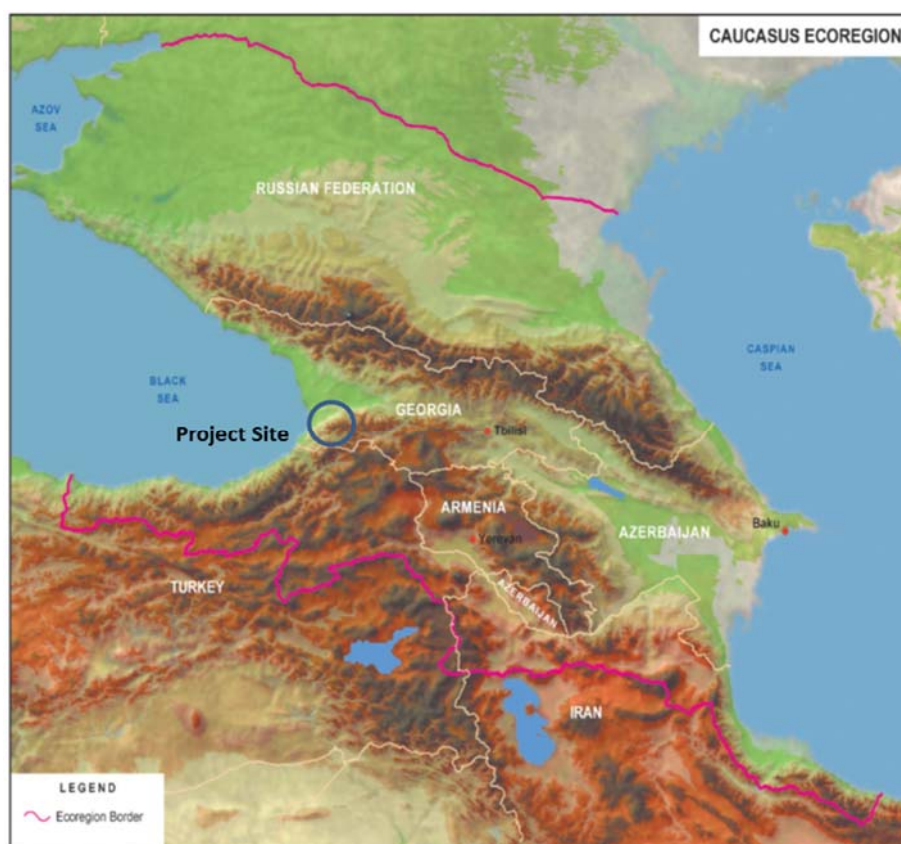 CAUCASUS ECOREGION
AZOV
SEA
RUSSIAN FEDERATION
CASPIAN
SEA
BLACK
SEA
GEORGIA
Project Site
Tbilisi
ARMENIA
Yerevan
AZERBAIJAN
Baku
AZERBAIJAN
TURKEY
IRAN
LEGEND
Ecoregion Border